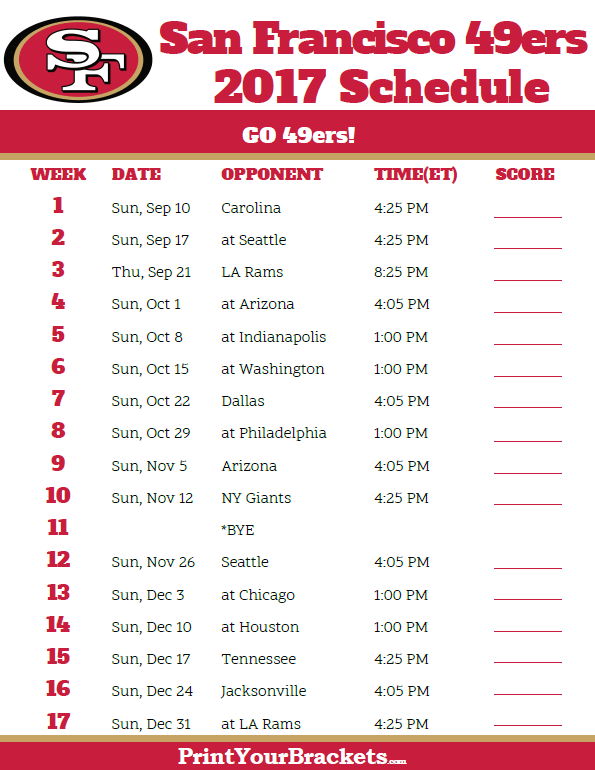 SF
San Francisco 49ers
2017 Schedule
GO 49ers!
WEEK DATE OPPONENT TIME(ET) SCORE
1 Sun, Sep 10 Carolina 4:25 PM
2 Sun, Sep 17 at Seattle 4:25 PM
3 Thu, Sep 21 LA Rams 8:25 PM
4 Sun, Oct 1 at Arizona 4:05 PM
5 Sun, Oct 8 at Indianapolis 1:00 PM
6 Sun, Oct 15 at Washington 1:00 PM
7 Sun, Oct 22 Dallas 4:05 PM
8 Sun, Oct 29 at Philadelphia 1:00 PM
9 Sun, Nov 5 Arizona 4:05 PM
10 Sun, Nov 12 NY Giants 4:25 PM
11 *BYE
12 Sun, Nov 26 Seattle 4:05 PM
13 Sun, Dec 3 at Chicago 1:00 PM
14 Sun, Dec 10 at Houston 1:00 PM
15 Sun, Dec 17 Tennessee 4:25 PM
16 Sun, Dec 24 Jacksonville 4:05 PM
17 Sun, Dec 31 at LA Rams 4:25 PM
PrintYourBrackets.com